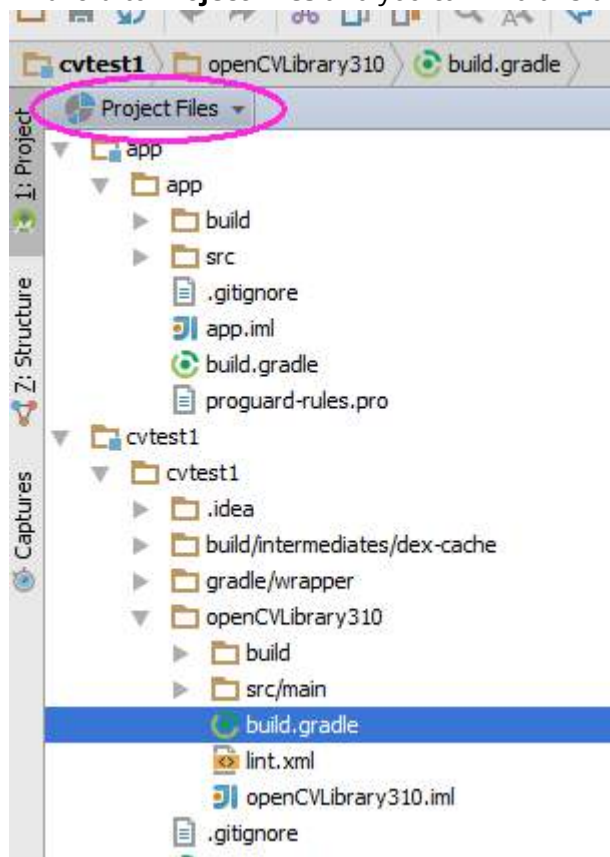 cvtest1 openCVLibrary310 build.gradle
Project Files
1: Project
7: Structure
Captures
app
app
build
src
.gitignore
app.iml
build.gradle
proguard-rules.pro
cvtest1
cvtest1
.idea
build/intermediates/dex-cache
gradle/wrapper
openCVLibrary310
build
src/main
build.gradle
lint.xml
openCVLibrary310.iml
.gitignore